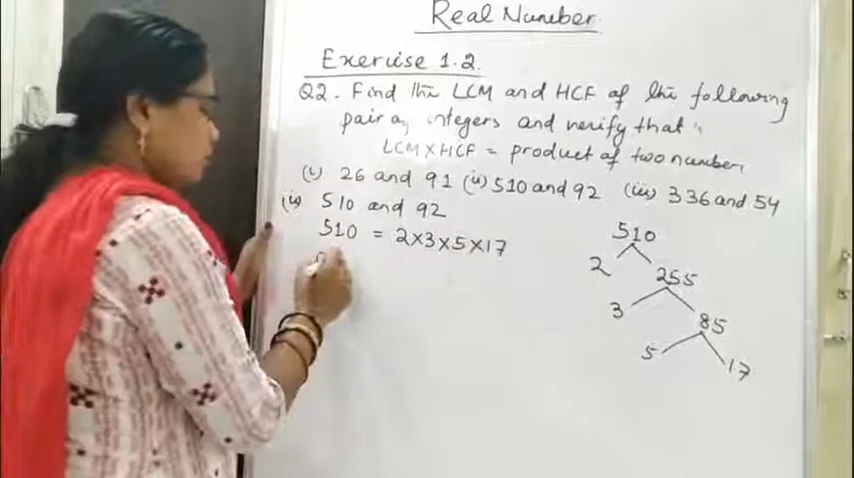 Real Number
Exercise 1.2
Q2. Find the LCM and HCF of the following
pair of integers and verify that
LCM X HCF = product of two number
(i) 26 and 91 (ii) 510 and 92 (iii) 336 and 54
(ii) 510 and 92
510 = 2×3×5×17
510
2 255
3 85
5 17